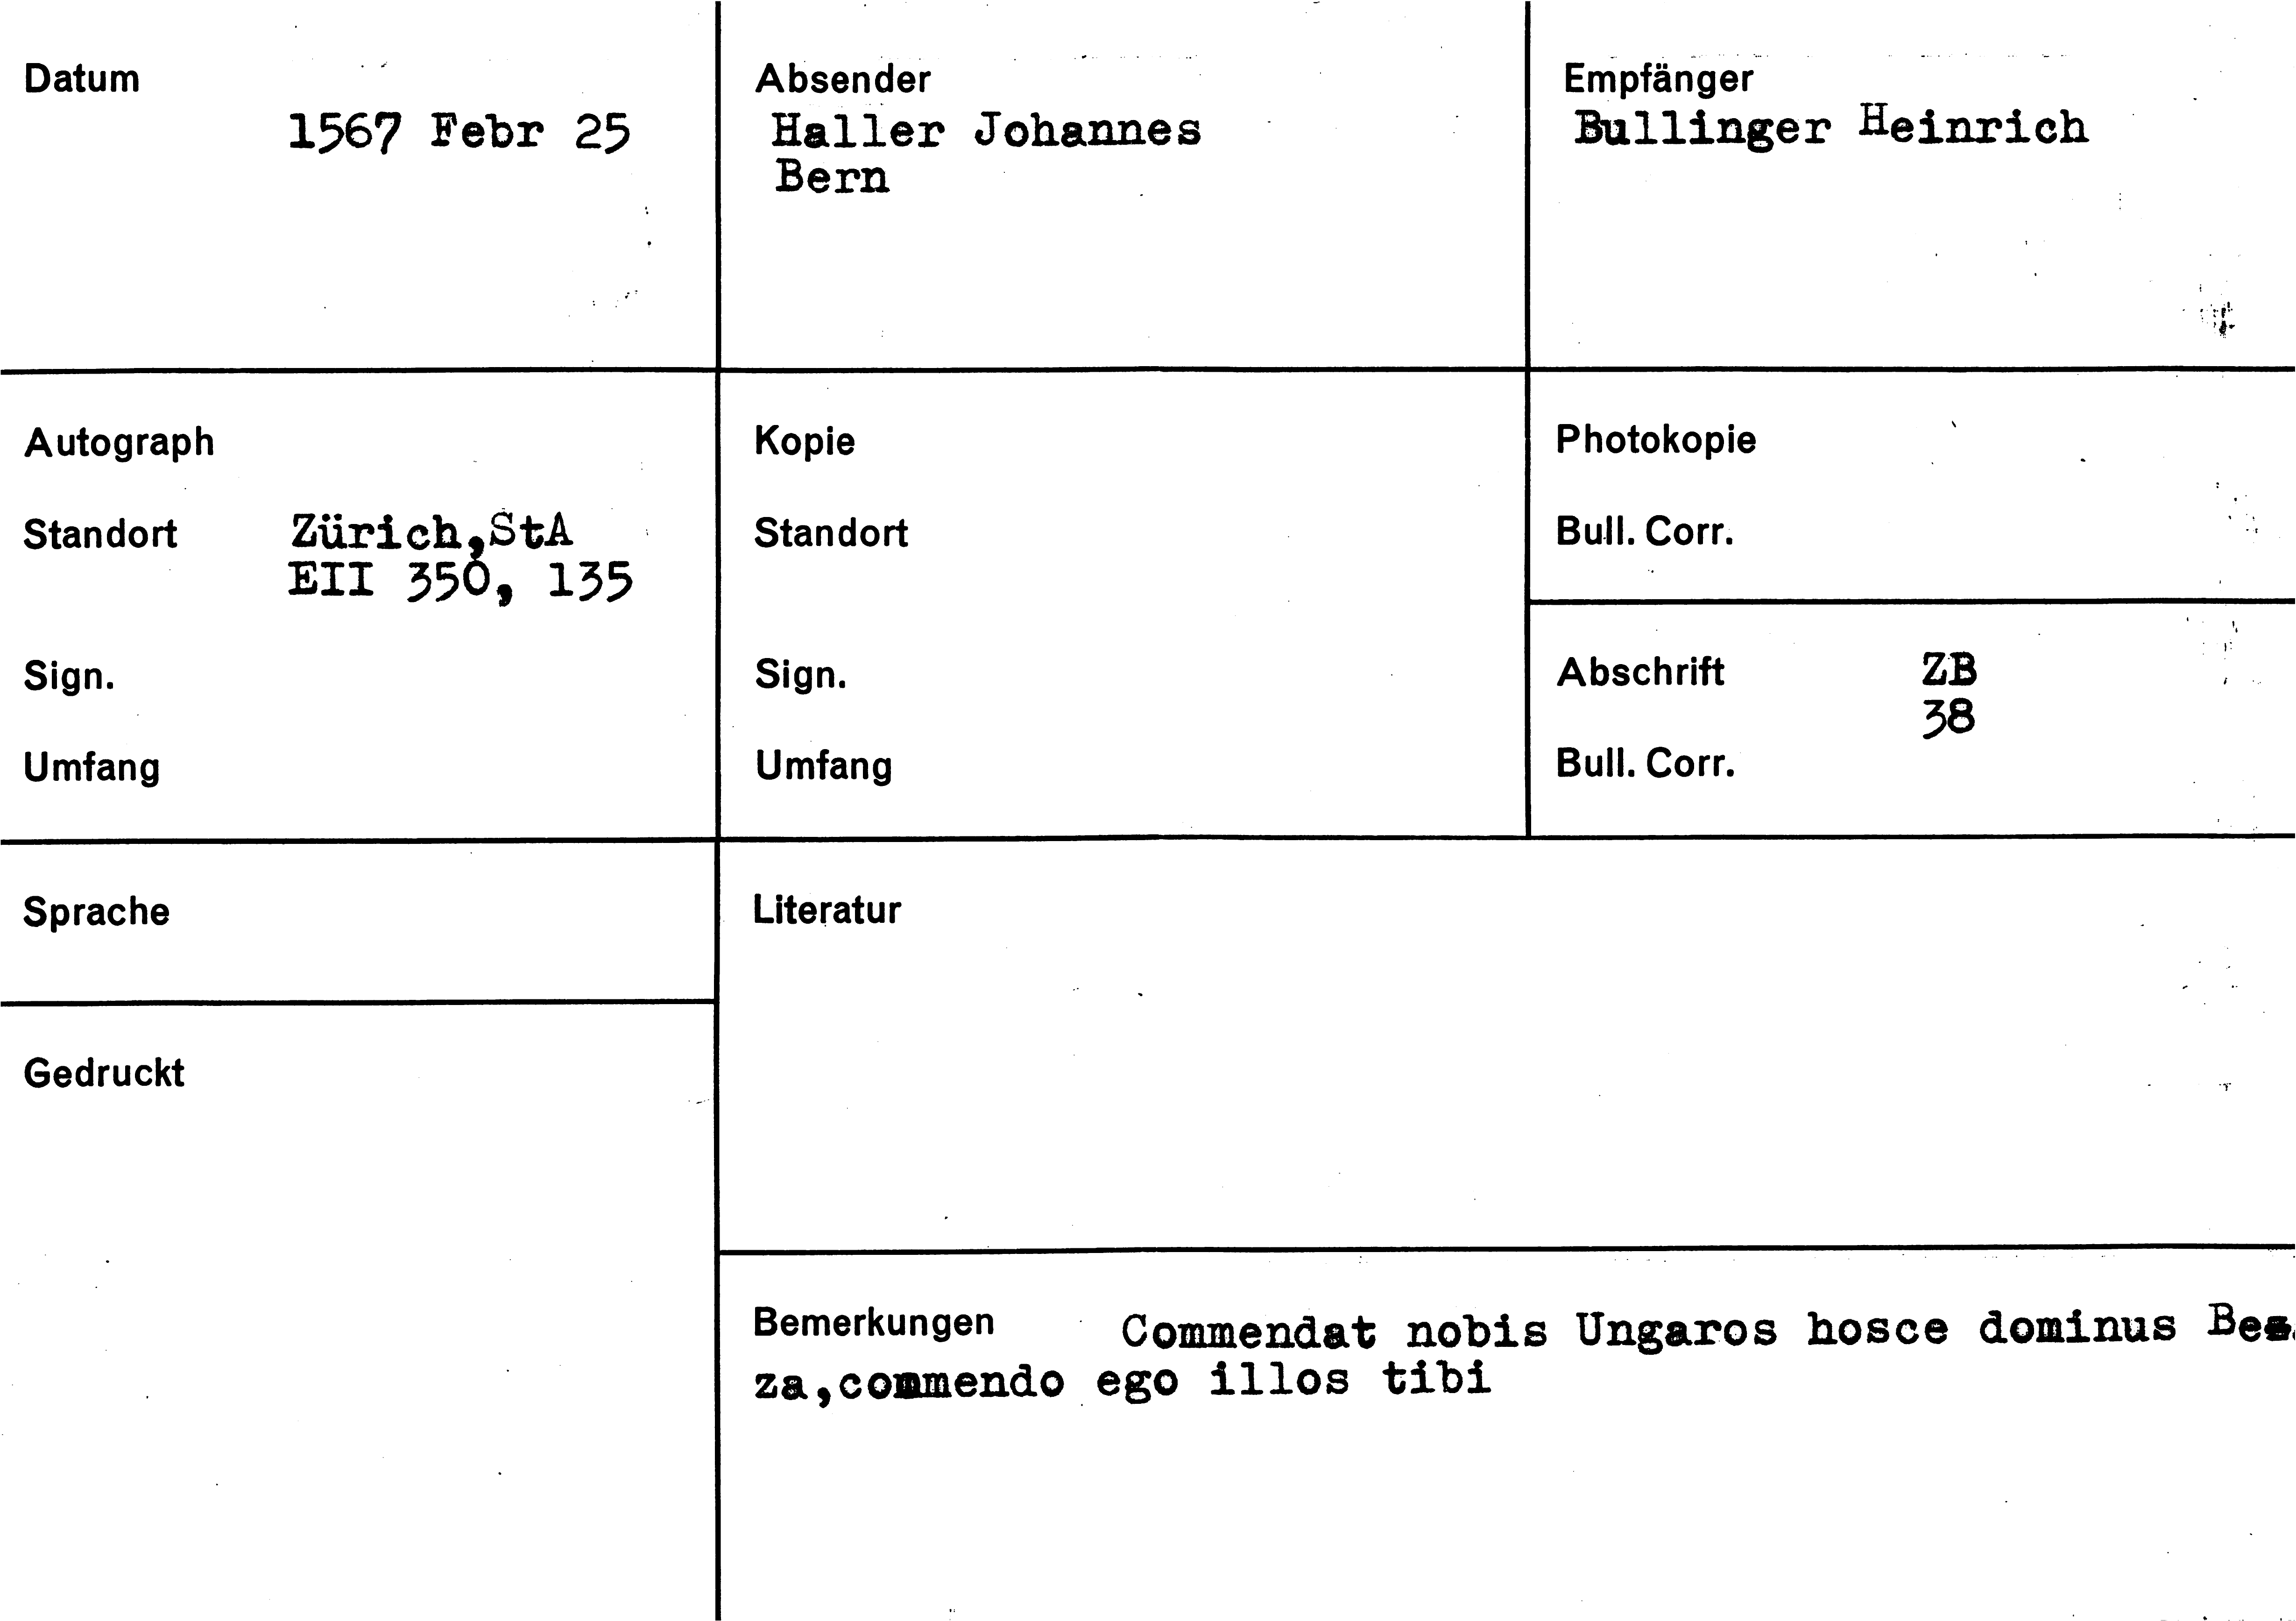 Datum
1567 Febr 25
Absender
Haller Johannes
Bern
Empfänger
Bullinger Heinrich
Autograph
Standort Zürich,StA
EII 350, 135
Sign.
Umfang
Kopie
Standort
Sign.
Umfang
Photokopie
Bull. Corr.
Abschrift ZB
38
Bull. Corr.
Sprache
Gedruckt
Literatur
Bemerkungen Commendat nobis Ungaros hosce dominus Be
za,commendo ego illos tibi